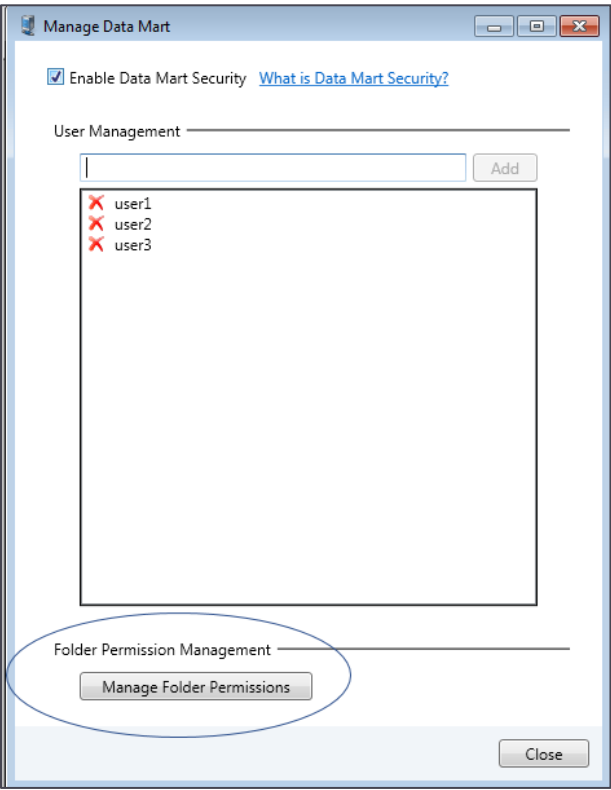 Manage Data Mart
Enable Data Mart Security What is Data Mart Security?
User Management
Add
user1
user2
user3
Folder Permission Management
Manage Folder Permissions
Close